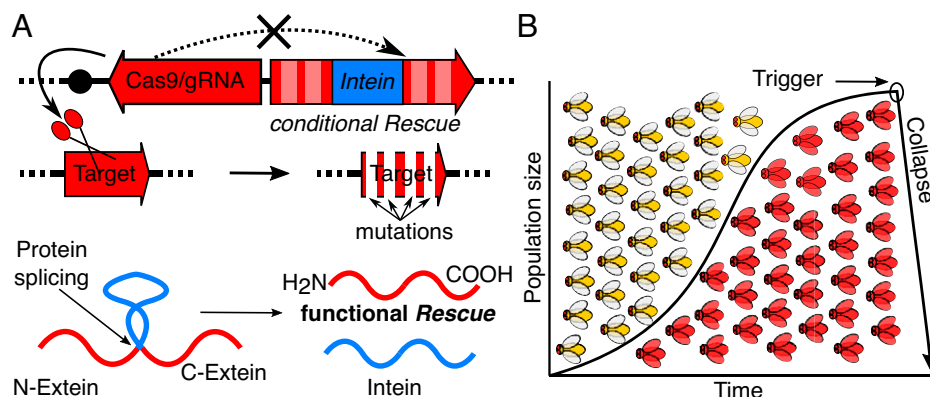 A
Cas9/gRNA
Intein
conditional Rescue
Target
Target
mutations
Protein
splicing
N-Extein
C-Extein
H2N
COOH
functional Rescue
Intein
B
Trigger
Collapse
Population size
Time